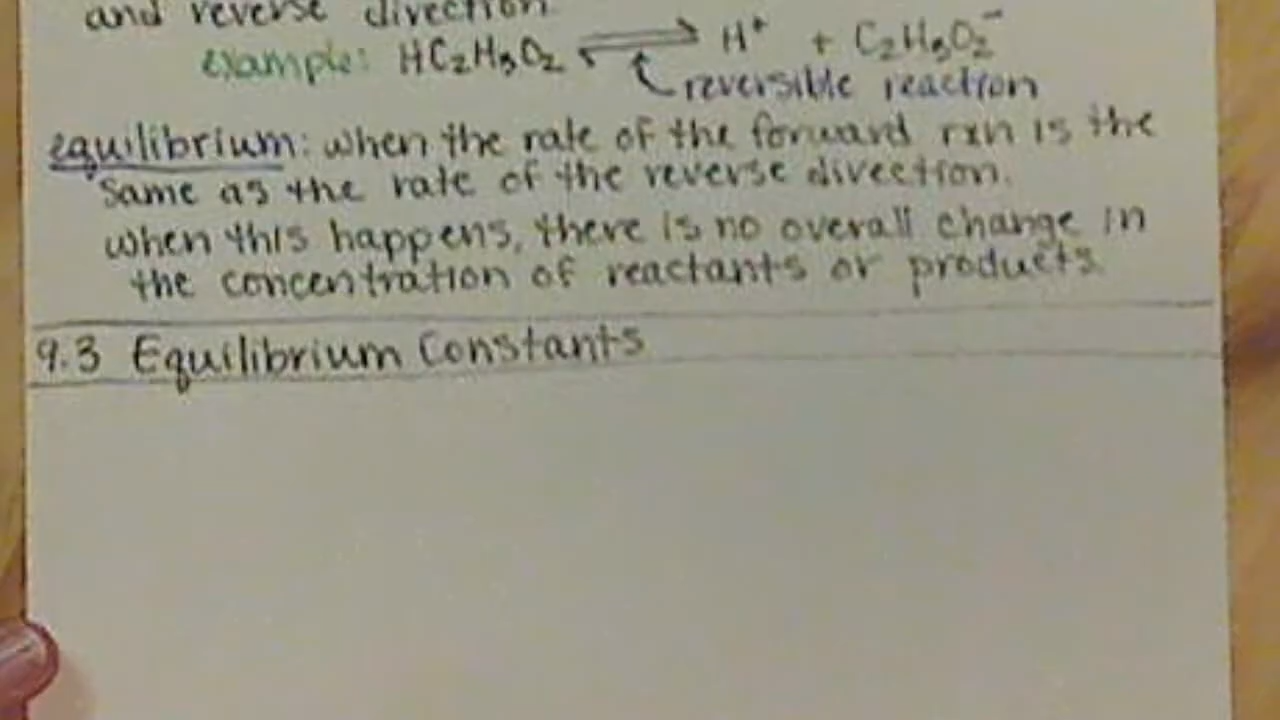 and reverse direction
example: HC₂H₃O₂ ⇌ H⁺ + C₂H₃O₂⁻
reversible reaction
equilibrium: when the rate of the forward rxn is the
same as the rate of the reverse direction.
when this happens, there is no overall change in
the concentration of reactants or products.
9.3 Equilibrium Constants